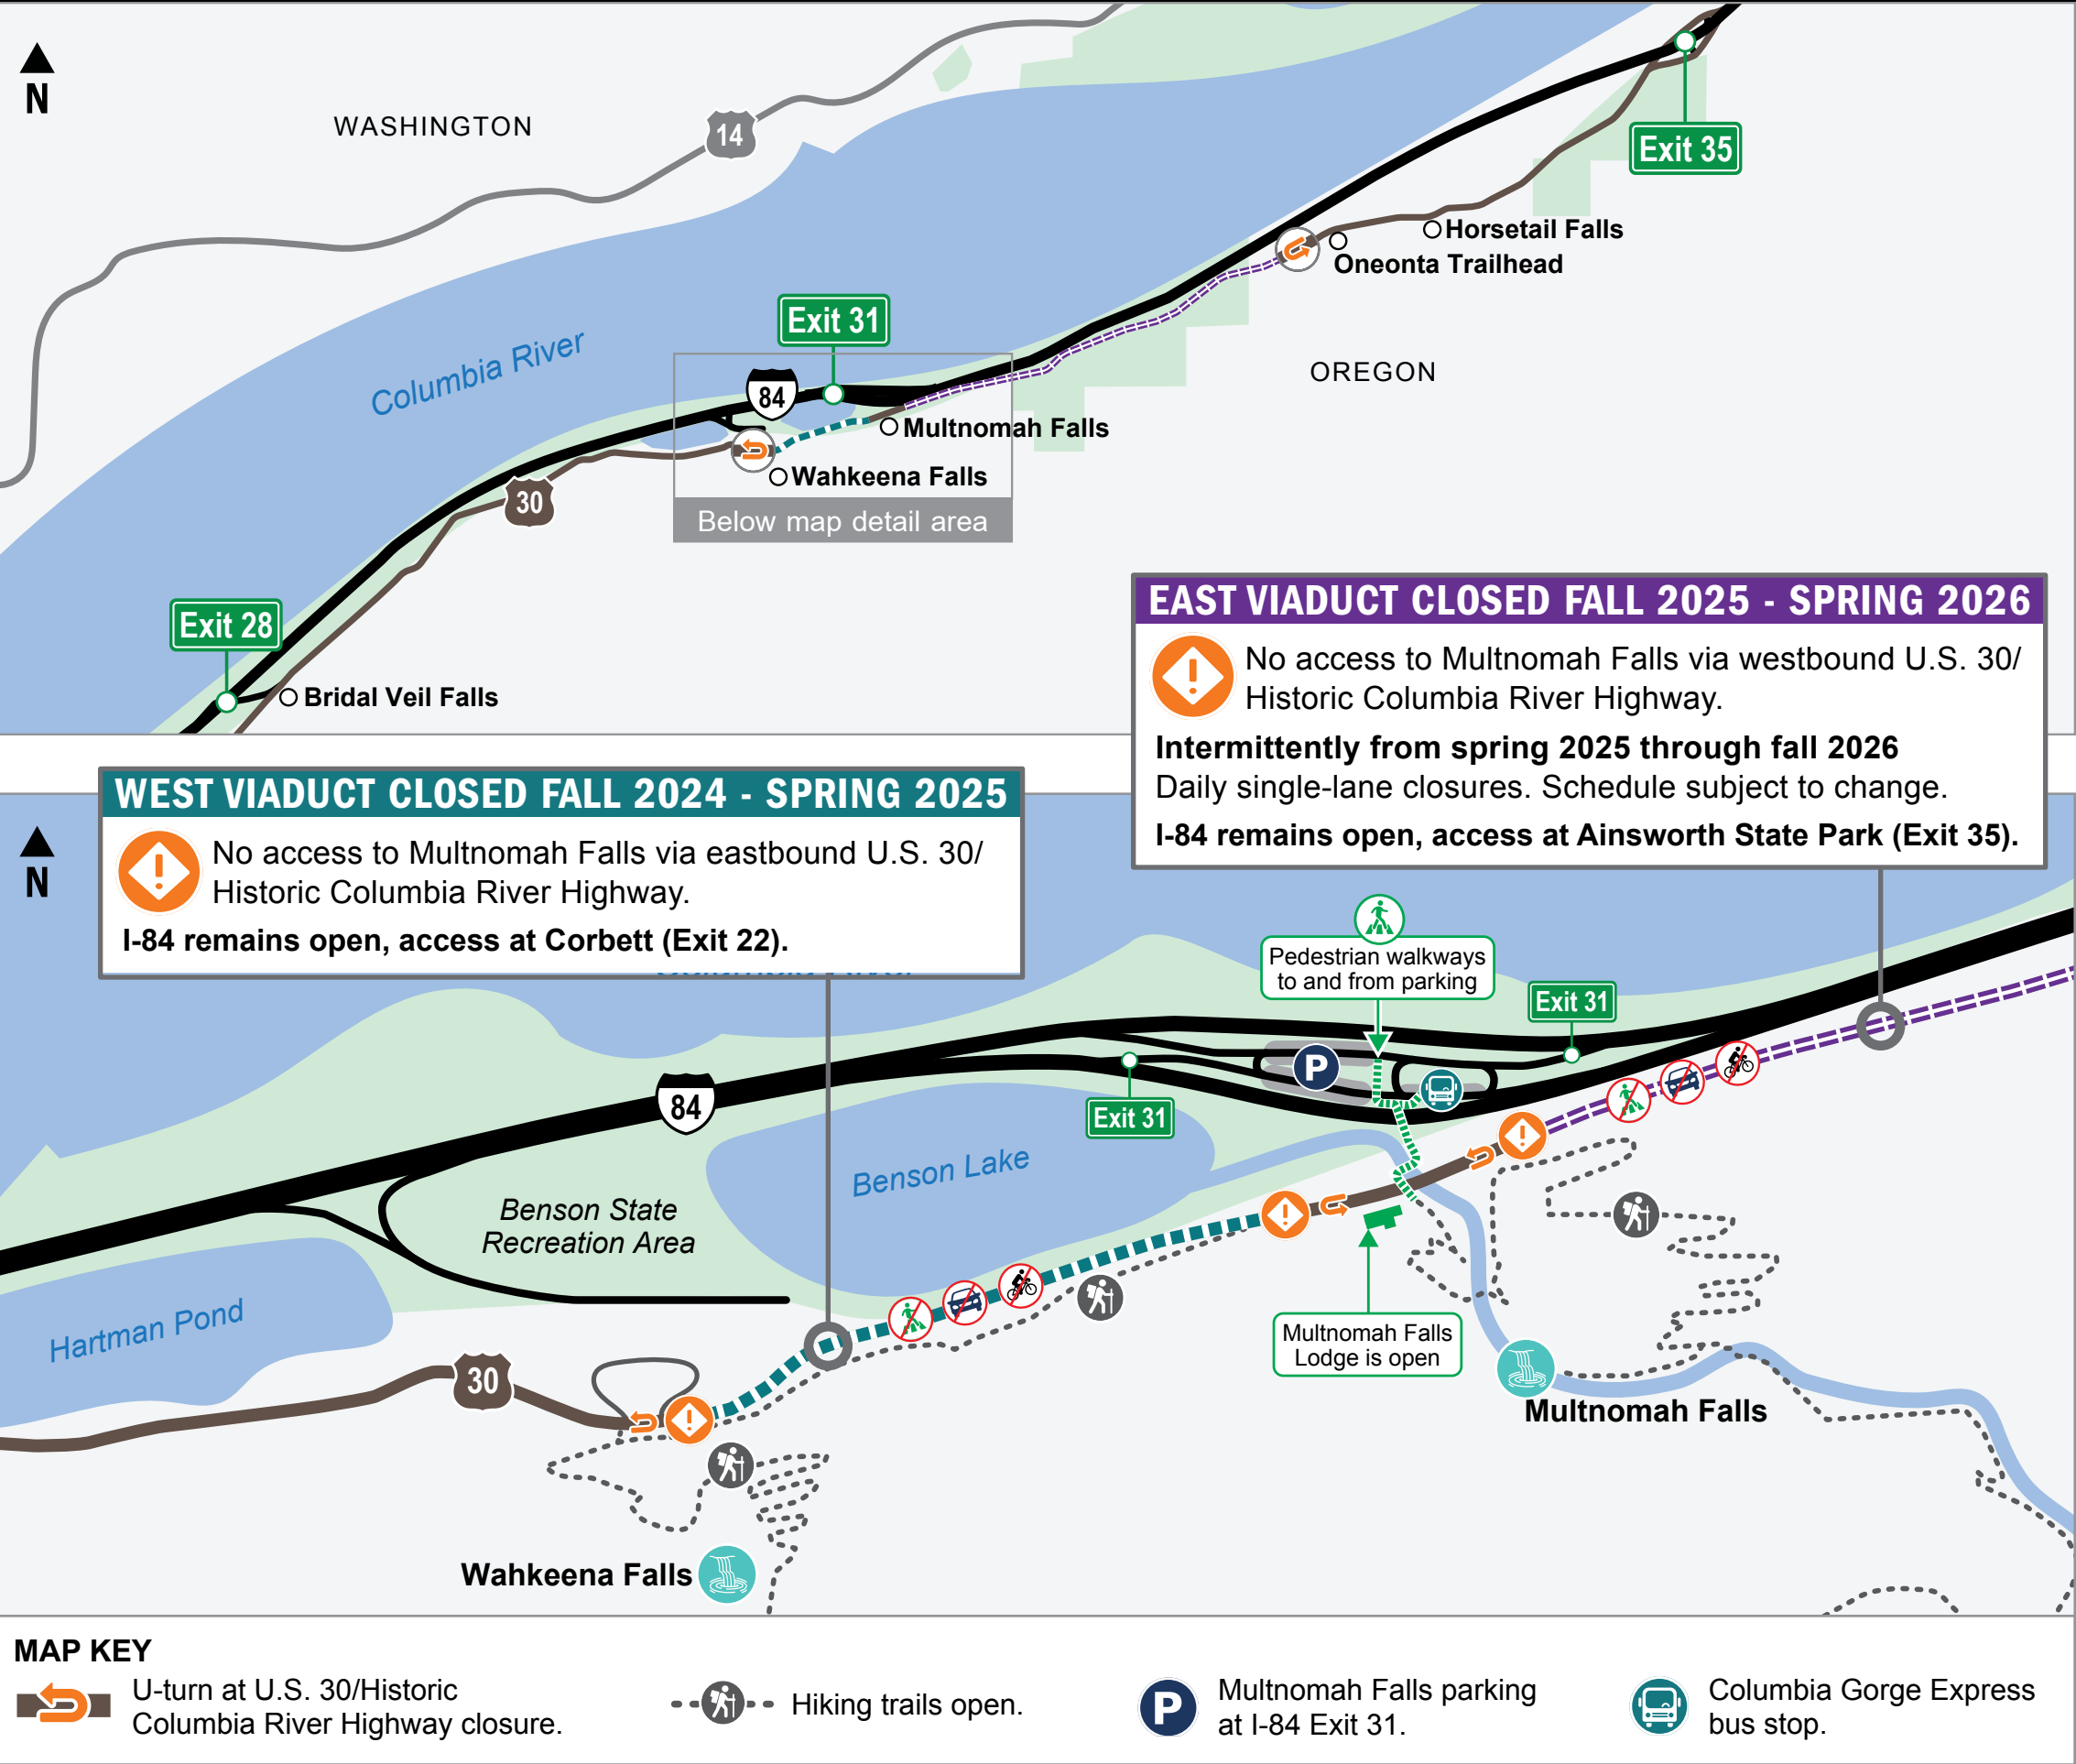 N
WASHINGTON
14
Exit 35
Horsetail Falls
Oneonta Trailhead
Exit 31
Columbia River
OREGON
84
Multnomah Falls
Wahkeena Falls
30
Below map detail area
Exit 28
Bridal Veil Falls
EAST VIADUCT CLOSED FALL 2025 - SPRING 2026
No access to Multnomah Falls via westbound U.S. 30/
Historic Columbia River Highway.
Intermittently from spring 2025 through fall 2026
Daily single-lane closures. Schedule subject to change.
I-84 remains open, access at Ainsworth State Park (Exit 35).
WEST VIADUCT CLOSED FALL 2024 - SPRING 2025
No access to Multnomah Falls via eastbound U.S. 30/
Historic Columbia River Highway.
I-84 remains open, access at Corbett (Exit 22).
N
Pedestrian walkways
to and from parking
Exit 31
P
84
Exit 31
Benson Lake
Benson State
Recreation Area
Hartman Pond
Multnomah Falls
Lodge is open
30
Multnomah Falls
Wahkeena Falls
MAP KEY
U-turn at U.S. 30/Historic
Columbia River Highway closure.
Hiking trails open.
P
Multnomah Falls parking
at I-84 Exit 31.
Columbia Gorge Express
bus stop.